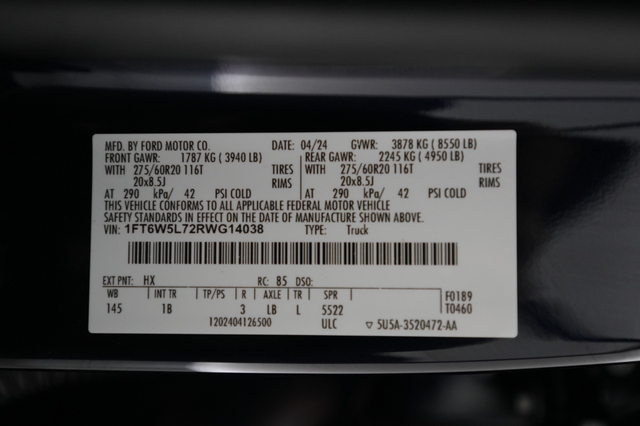 MFD. BY FORD MOTOR CO. DATE: 04/24 GVWR: 3878 KG ( 8550 LB)
FRONT GAWR: 1787 KG ( 3940 LB) REAR GAWR: 2245 KG ( 4950 LB)
WITH 275/60R20 116T TIRES WITH 275/60R20 116T TIRES
20x8.5J RIMS 20x8.5J RIMS
AT 290 kPa/ 42 PSI COLD AT 290 kPa/ 42 PSI COLD
THIS VEHICLE CONFORMS TO ALL APPLICABLE FEDERAL MOTOR VEHICLE
SAFETY STANDARDS IN EFFECT ON THE DATE OF MANUFACTURE SHOWN ABOVE.
VIN: 1FT6W5L72RWG14038 TYPE: Truck
EXT PNT: HX RC: 85 DSO:
WB INT TR TP/PS R AXLE TR SPR F0189
145 1B 3 LB L 5522 T0460
1202404126500 ULC ▽ 5U5A-3520472-AA